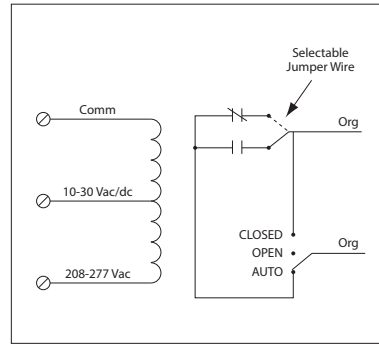 Selectable
Jumper Wire
Comm
Org
10-30 Vac/dc
CLOSED
OPEN
Org
AUTO
208-277 Vac